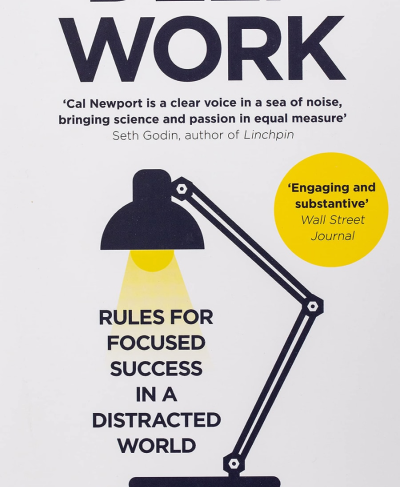 WORK
‘Cal Newport is a clear voice in a sea of noise,
bringing science and passion in equal measure’
Seth Godin, author of Linchpin
‘Engaging and
substantive’
Wall Street
Journal
RULES FOR
FOCUSED
SUCCESS
IN A
DISTRACTED
WORLD